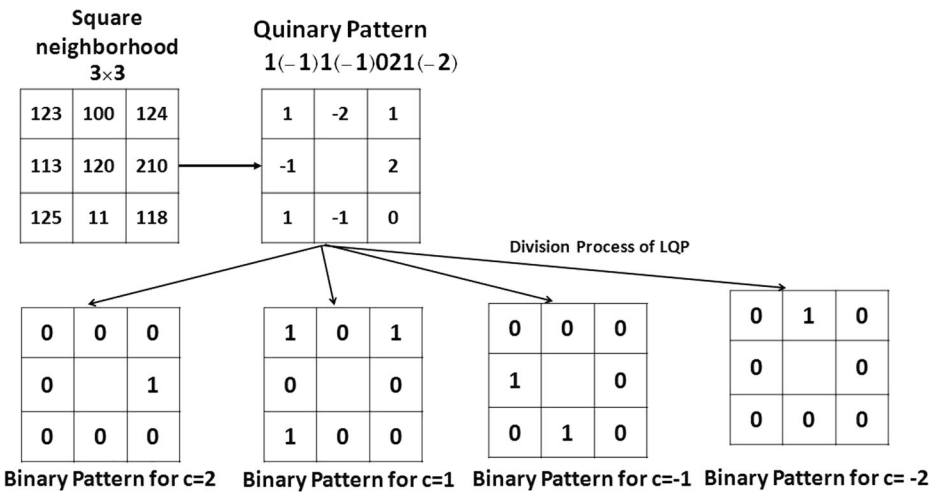 Square
neighborhood
3×3
Quinary Pattern
1(−1)1(−1)021(−2)
123 100 124
113 120 210
125 11 118
1 -2 1
-1 2
1 -1 0
Division Process of LQP
0 0 0
0 1
0 0 0
Binary Pattern for c=2
1 0 1
0 0
1 0 0
Binary Pattern for c=1
0 0 0
1 0
0 1 0
Binary Pattern for c=-1
0 1 0
0 0
0 0 0
Binary Pattern for c= -2